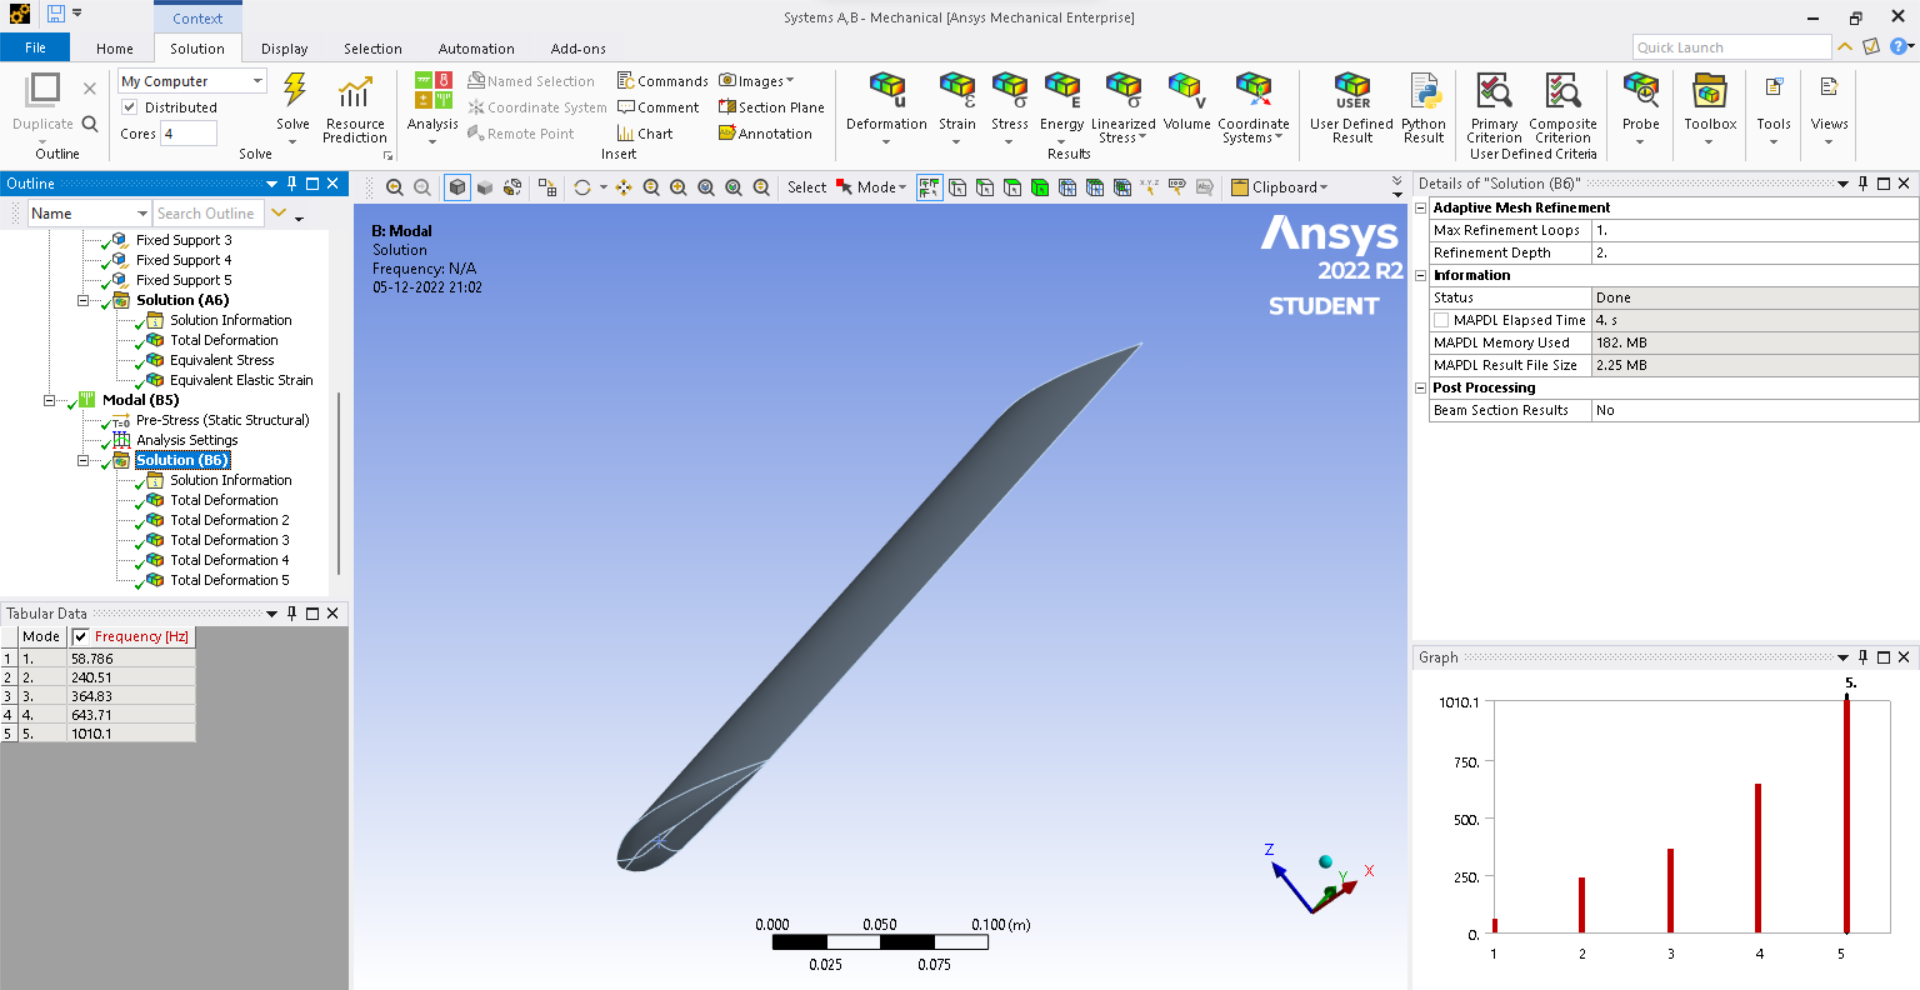 Context
Systems A,B - Mechanical [Ansys Mechanical Enterprise]
File Home Solution Display Selection Automation Add-ons
Quick Launch
Duplicate
Outline
My Computer
Distributed
Cores 4
Solve
Resource Prediction
Solve
Analysis
Named Selection
Coordinate System
Remote Point
Commands
Comment
Chart
Images
Section Plane
Annotation
Insert
u
Deformation
ε
Strain
σ
Stress
E
Energy
σ
Linearized Stress
V
Volume
Coordinate Systems
Results
USER
User Defined Result
Python Result
Primary Criterion
Composite Criterion
User Defined Criteria
Probe
Toolbox
Tools
Views
Outline
Name Search Outline
Fixed Support 3
Fixed Support 4
Fixed Support 5
Solution (A6)
Solution Information
Total Deformation
Equivalent Stress
Equivalent Elastic Strain
Modal (B5)
T=0 Pre-Stress (Static Structural)
Analysis Settings
Solution (B6)
Solution Information
Total Deformation
Total Deformation 2
Total Deformation 3
Total Deformation 4
Total Deformation 5
Tabular Data
Mode Frequency [Hz]
1 1. 58.786
2 2. 240.51
3 3. 364.83
4 4. 643.71
5 5. 1010.1
Select Mode Clipboard
B: Modal
Solution
Frequency: N/A
05-12-2022 21:02
Ansys
2022 R2
STUDENT
Z
Y
X
0.000 0.050 0.100 (m)
0.025 0.075
Details of "Solution (B6)"
Adaptive Mesh Refinement
Max Refinement Loops 1.
Refinement Depth 2.
Information
Status Done
MAPDL Elapsed Time 4. s
MAPDL Memory Used 182. MB
MAPDL Result File Size 2.25 MB
Post Processing
Beam Section Results No
Graph
5.
1010.1
750.
500.
250.
0.
1 2 3 4 5